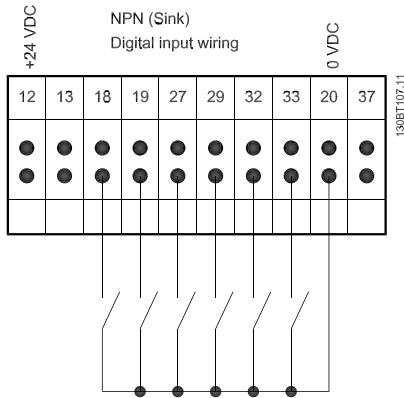 +24 VDC
NPN (Sink)
Digital input wiring
0 VDC
12 13 18 19 27 29 32 33 20 37
130BT107.11